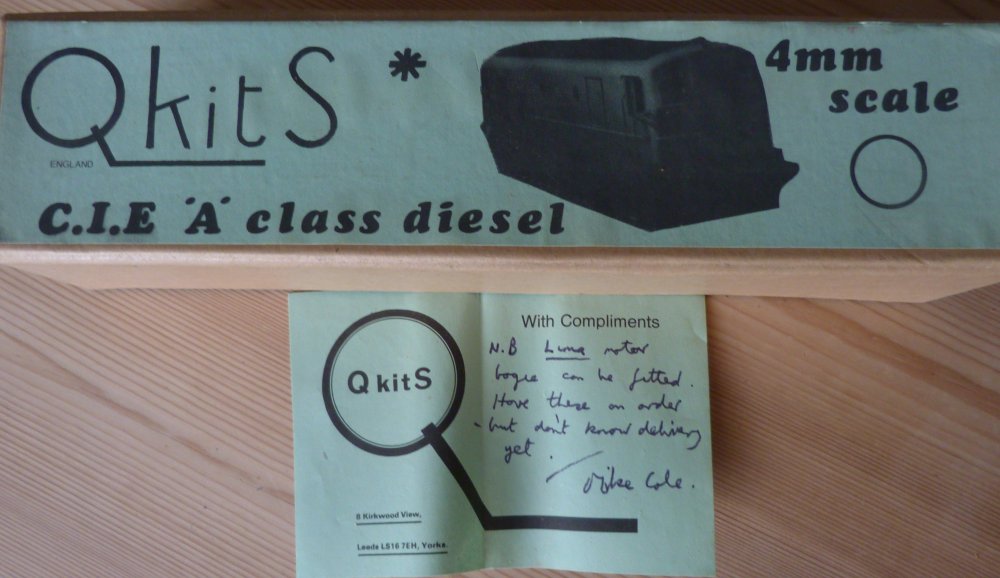 QkitS *
ENGLAND
C.I.E 'A' class diesel
4mm
scale
QkitS
With Compliments
N.B Lima motor
bogie can be fitted.
Have these on order
- but don't know delivery
yet.
Mike Cole.
8 Kirkwood View,
Leeds LS16 7EH, Yorks.